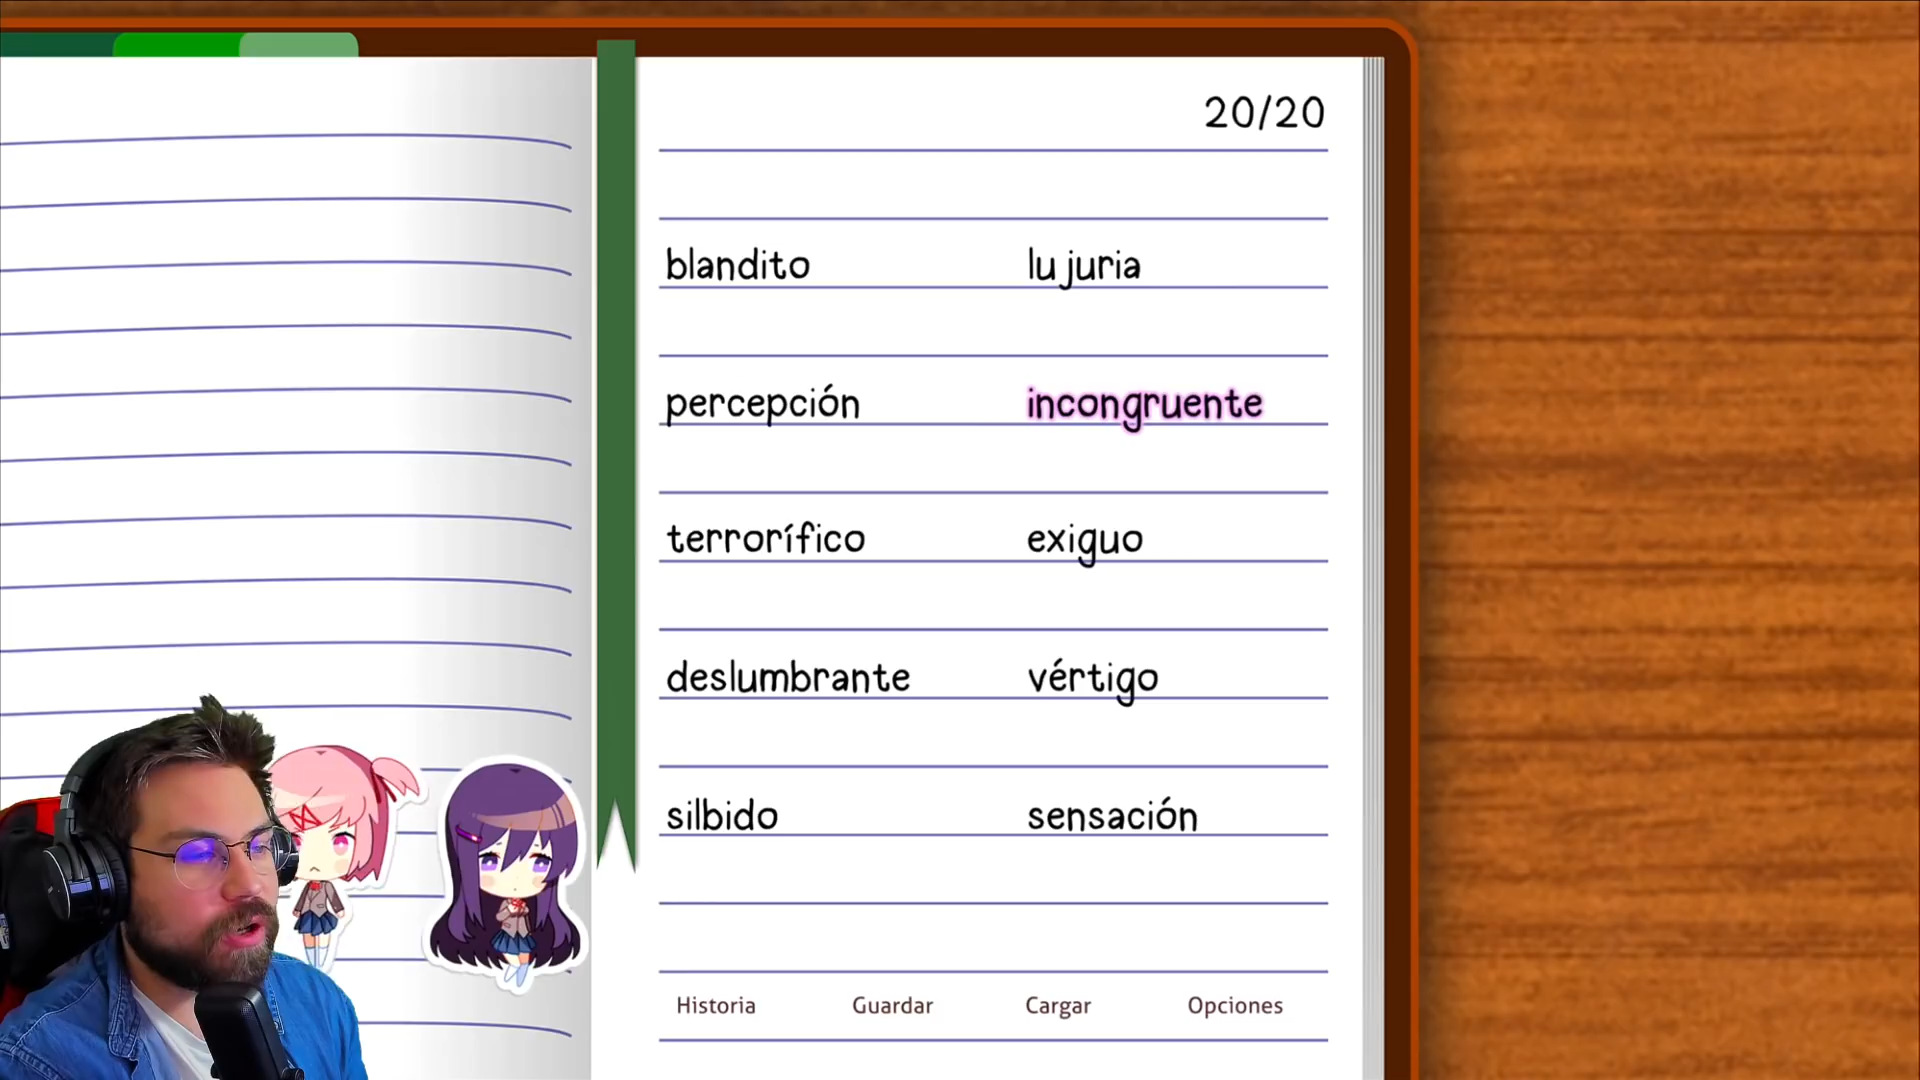 20/20
blandito lujuria
percepción incongruente
terrorífico exiguo
deslumbrante vértigo
silbido sensación
Historia Guardar Cargar Opciones